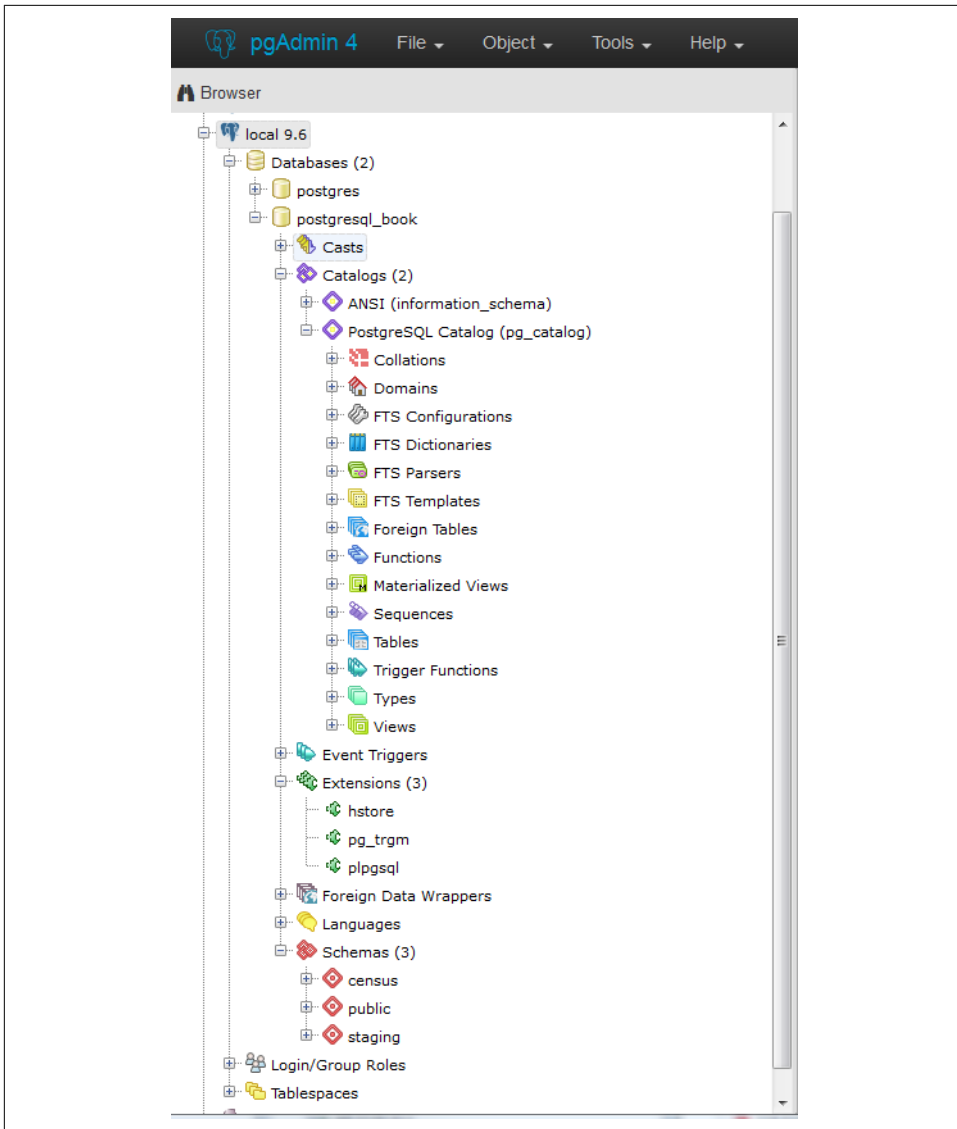 pgAdmin 4 File Object Tools Help
Browser
local 9.6
Databases (2)
postgres
postgresql_book
Casts
Catalogs (2)
ANSI (information_schema)
PostgreSQL Catalog (pg_catalog)
Collations
Domains
FTS Configurations
FTS Dictionaries
FTS Parsers
FTS Templates
Foreign Tables
Functions
Materialized Views
Sequences
Tables
Trigger Functions
Types
Views
Event Triggers
Extensions (3)
hstore
pg_trgm
plpgsql
Foreign Data Wrappers
Languages
Schemas (3)
census
public
staging
Login/Group Roles
Tablespaces